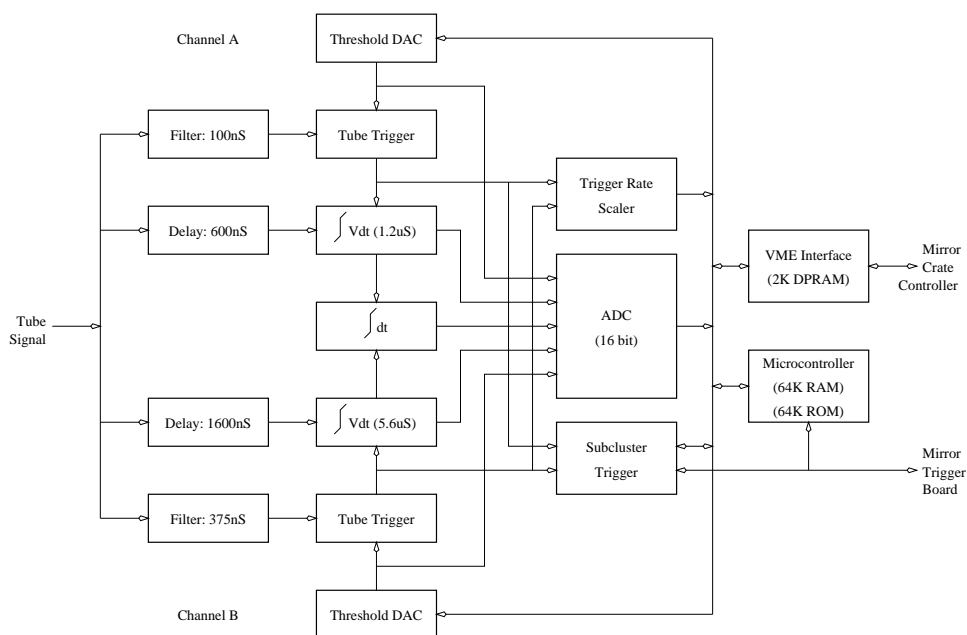 Channel A
Threshold DAC
Filter: 100nS
Tube Trigger
Trigger Rate
Scaler
Delay: 600nS
∫ Vdt (1.2uS)
VME Interface
(2K DPRAM)
Mirror
Crate
Controller
ADC
(16 bit)
∫ dt
Tube
Signal
Microcontroller
(64K RAM)
(64K ROM)
Delay: 1600nS
∫ Vdt (5.6uS)
Subcluster
Trigger
Mirror
Trigger
Board
Filter: 375nS
Tube Trigger
Channel B
Threshold DAC